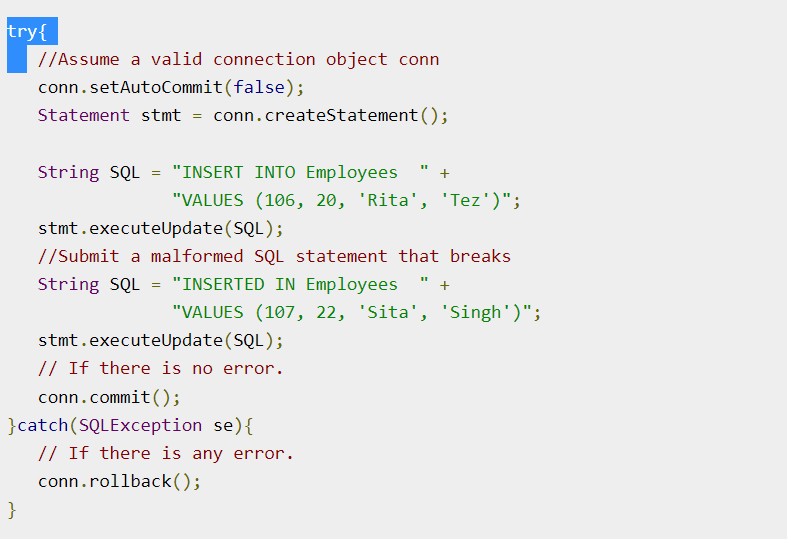 try{
   //Assume a valid connection object conn
   conn.setAutoCommit(false);
   Statement stmt = conn.createStatement();

   String SQL = "INSERT INTO Employees  " +
                "VALUES (106, 20, 'Rita', 'Tez')";
   stmt.executeUpdate(SQL);
   //Submit a malformed SQL statement that breaks
   String SQL = "INSERTED IN Employees  " +
                "VALUES (107, 22, 'Sita', 'Singh')";
   stmt.executeUpdate(SQL);
   // If there is no error.
   conn.commit();
}catch(SQLException se){
   // If there is any error.
   conn.rollback();
}